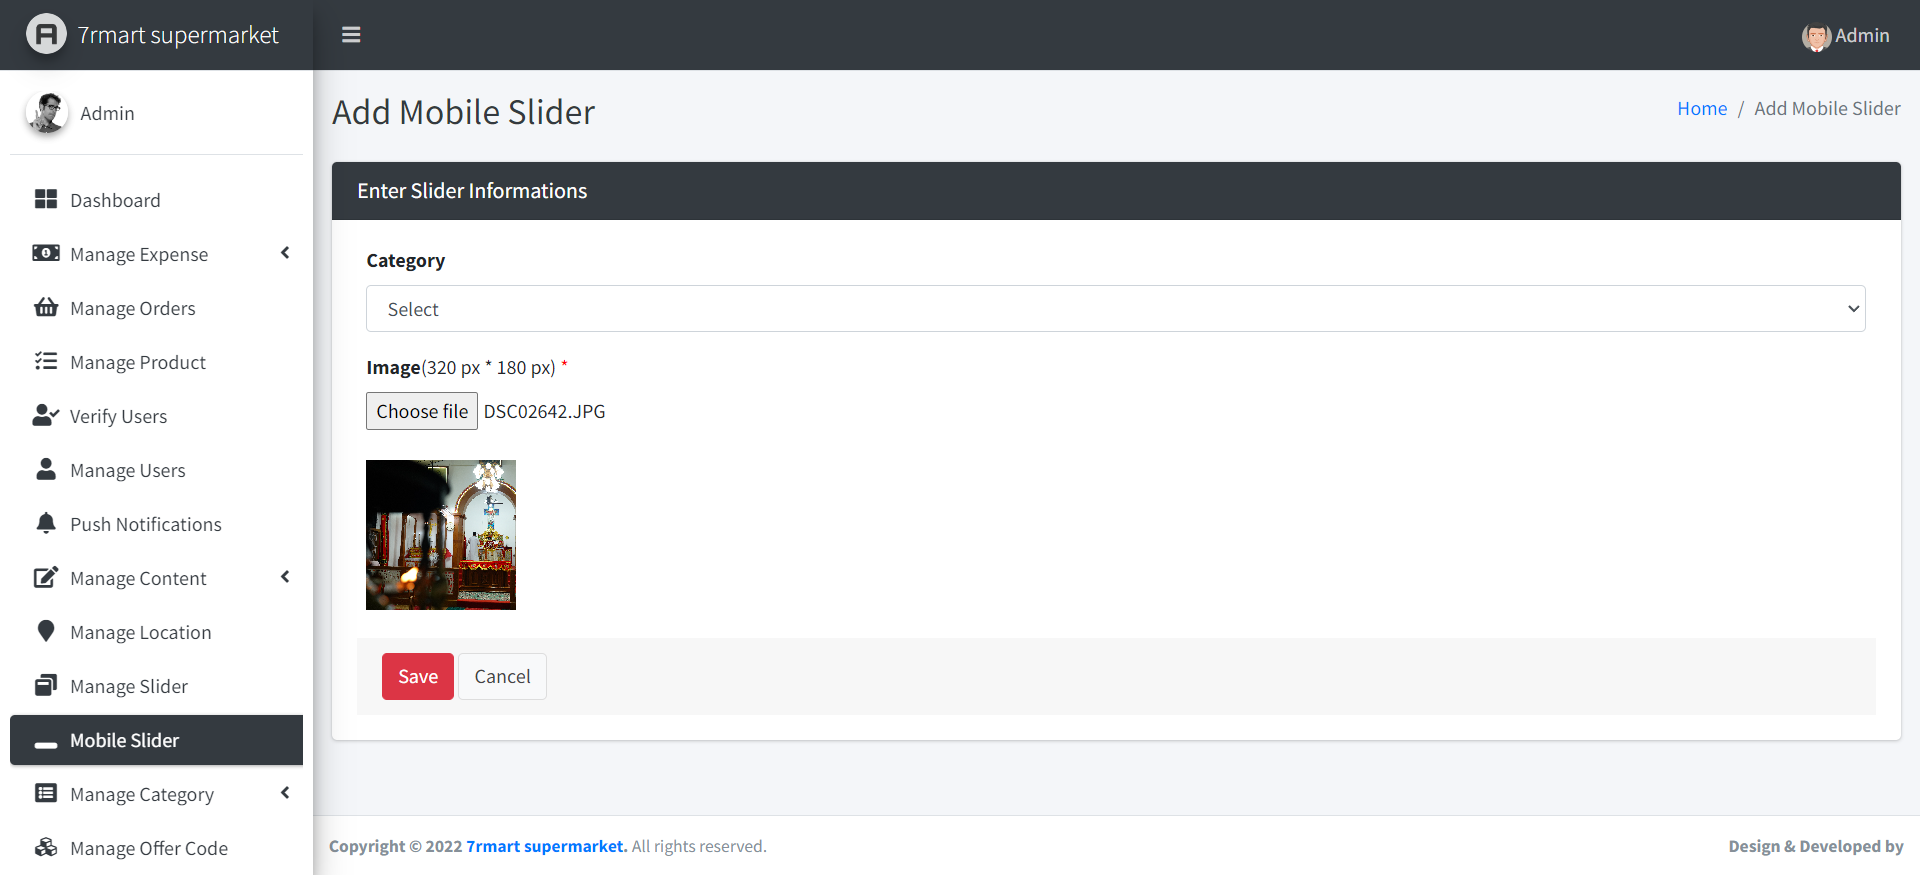 7rmart supermarket
Admin
Admin
Dashboard
Manage Expense
Manage Orders
Manage Product
Verify Users
Manage Users
Push Notifications
Manage Content
Manage Location
Manage Slider
Mobile Slider
Manage Category
Manage Offer Code
Add Mobile Slider
Home / Add Mobile Slider
Enter Slider Informations
Category
Select
Image(320 px * 180 px) *
Choose file DSC02642.JPG
Save Cancel
Copyright © 2022 7rmart supermarket. All rights reserved.
Design & Developed by